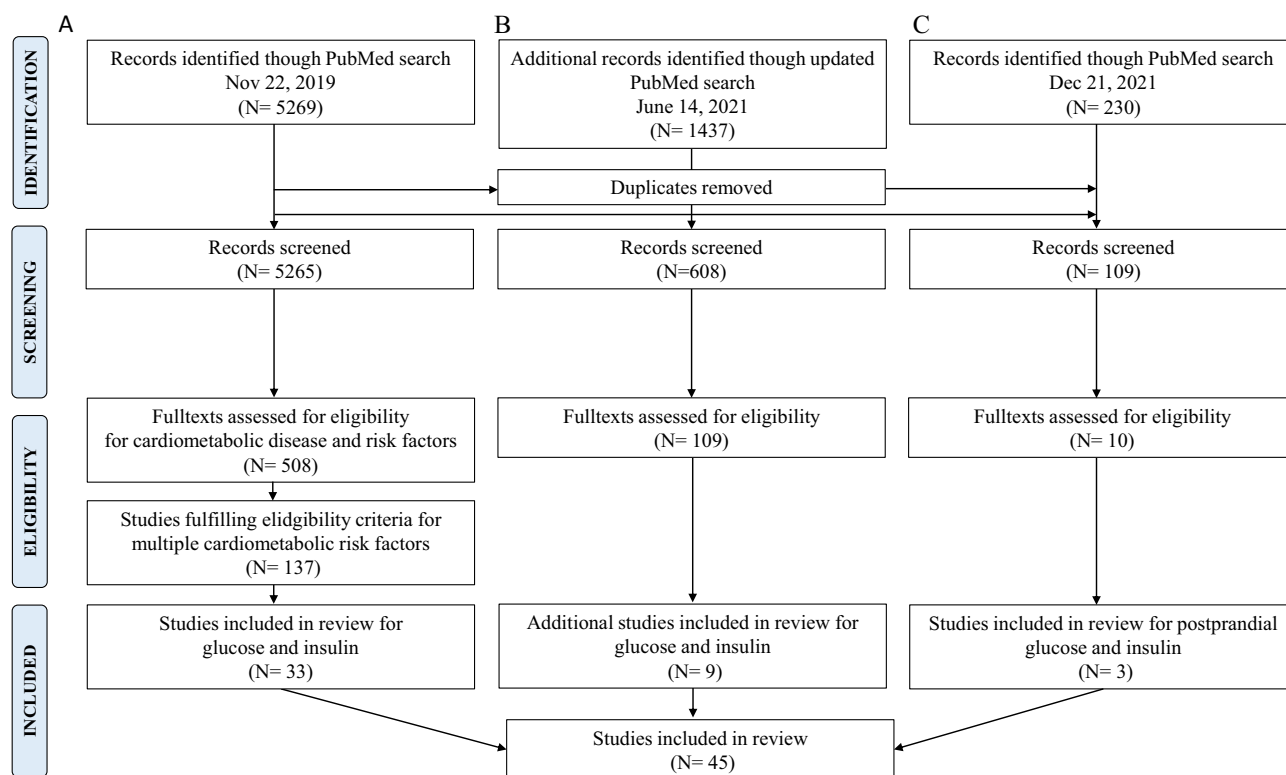 A
B
C
IDENTIFICATION
Records identified though PubMed search
Nov 22, 2019
(N= 5269)
Additional records identified though updated
PubMed search
June 14, 2021
(N= 1437)
Records identified though PubMed search
Dec 21, 2021
(N= 230)
Duplicates removed
SCREENING
Records screened
(N= 5265)
Records screened
(N=608)
Records screened
(N= 109)
ELIGIBILITY
Fulltexts assessed for eligibility
for cardiometabolic disease and risk factors
(N= 508)
Fulltexts assessed for eligibility
(N= 109)
Fulltexts assessed for eligibility
(N= 10)
Studies fulfilling elidgibility criteria for
multiple cardiometabolic risk factors
(N= 137)
INCLUDED
Studies included in review for
glucose and insulin
(N= 33)
Additional studies included in review for
glucose and insulin
(N= 9)
Studies included in review for postprandial
glucose and insulin
(N= 3)
Studies included in review
(N= 45)